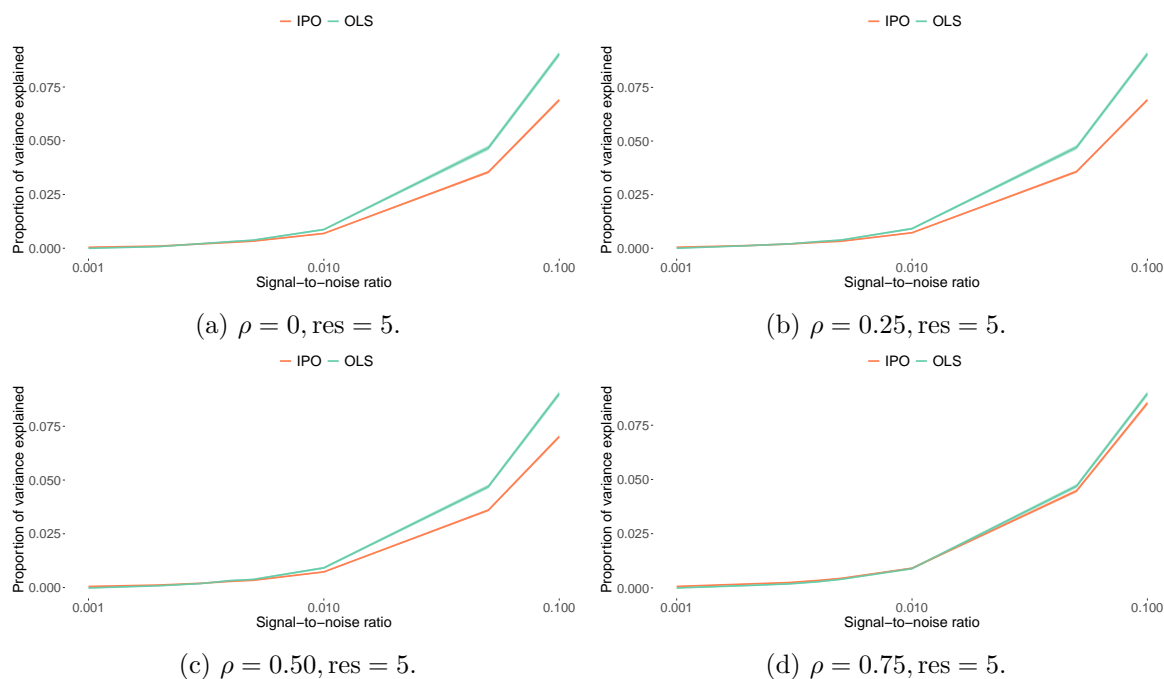 IPO OLS
Proportion of variance explained
0.075
0.050
0.025
0.000
0.001 0.010 0.100
Signal-to-noise ratio
(a) ρ = 0, res = 5.
IPO OLS
Proportion of variance explained
0.075
0.050
0.025
0.000
0.001 0.010 0.100
Signal-to-noise ratio
(b) ρ = 0.25, res = 5.
IPO OLS
Proportion of variance explained
0.075
0.050
0.025
0.000
0.001 0.010 0.100
Signal-to-noise ratio
(c) ρ = 0.50, res = 5.
IPO OLS
Proportion of variance explained
0.075
0.050
0.025
0.000
0.001 0.010 0.100
Signal-to-noise ratio
(d) ρ = 0.75, res = 5.